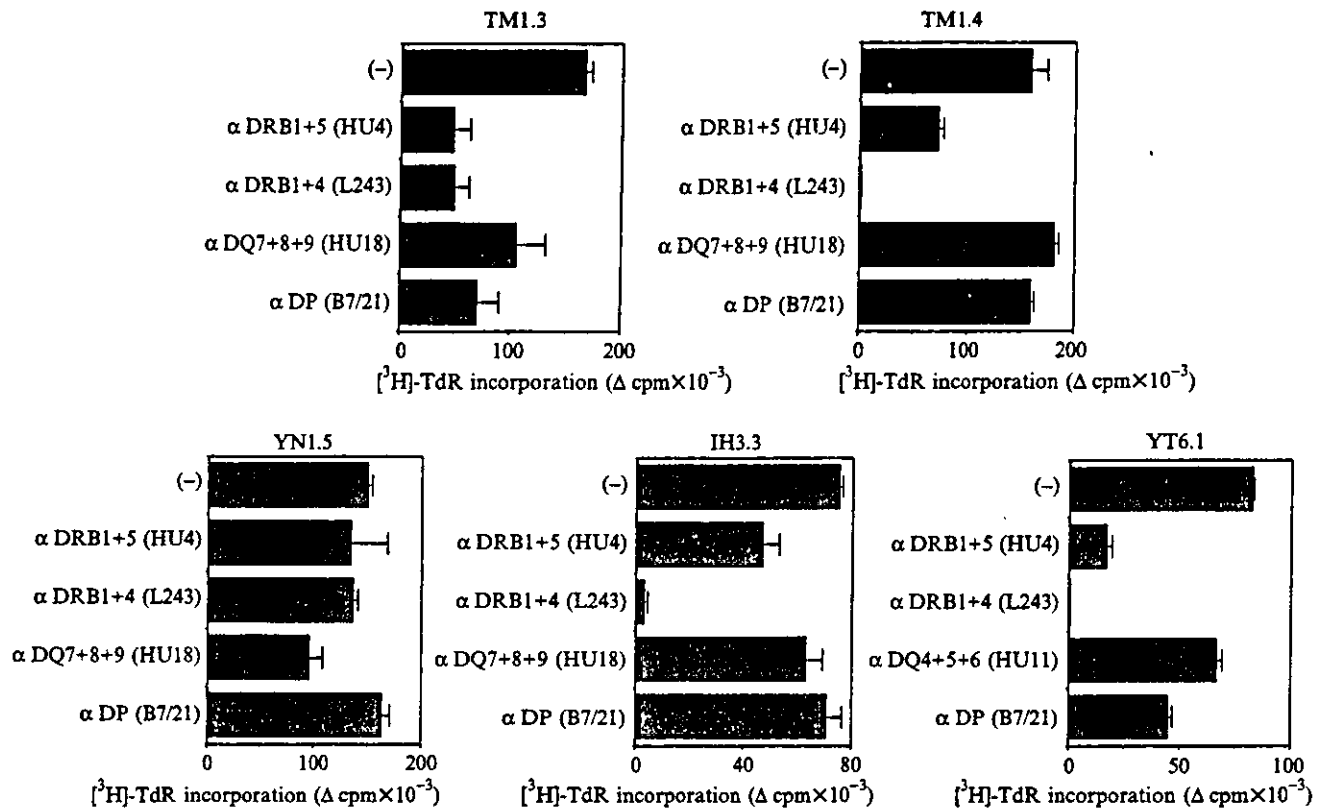 TM1.3
(−)
α DRB1+5 (HU4)
α DRB1+4 (L243)
α DQ7+8+9 (HU18)
α DP (B7/21)
0 100 200
[³H]-TdR incorporation (Δ cpm×10⁻³)
TM1.4
(−)
α DRB1+5 (HU4)
α DRB1+4 (L243)
α DQ7+8+9 (HU18)
α DP (B7/21)
0 100 200
[³H]-TdR incorporation (Δ cpm×10⁻³)
YN1.5
(−)
α DRB1+5 (HU4)
α DRB1+4 (L243)
α DQ7+8+9 (HU18)
α DP (B7/21)
0 100 200
[³H]-TdR incorporation (Δ cpm×10⁻³)
IH3.3
(−)
α DRB1+5 (HU4)
α DRB1+4 (L243)
α DQ7+8+9 (HU18)
α DP (B7/21)
0 40 80
[³H]-TdR incorporation (Δ cpm×10⁻³)
YT6.1
(−)
α DRB1+5 (HU4)
α DRB1+4 (L243)
α DQ4+5+6 (HU11)
α DP (B7/21)
0 50 100
[³H]-TdR incorporation (Δ cpm×10⁻³)